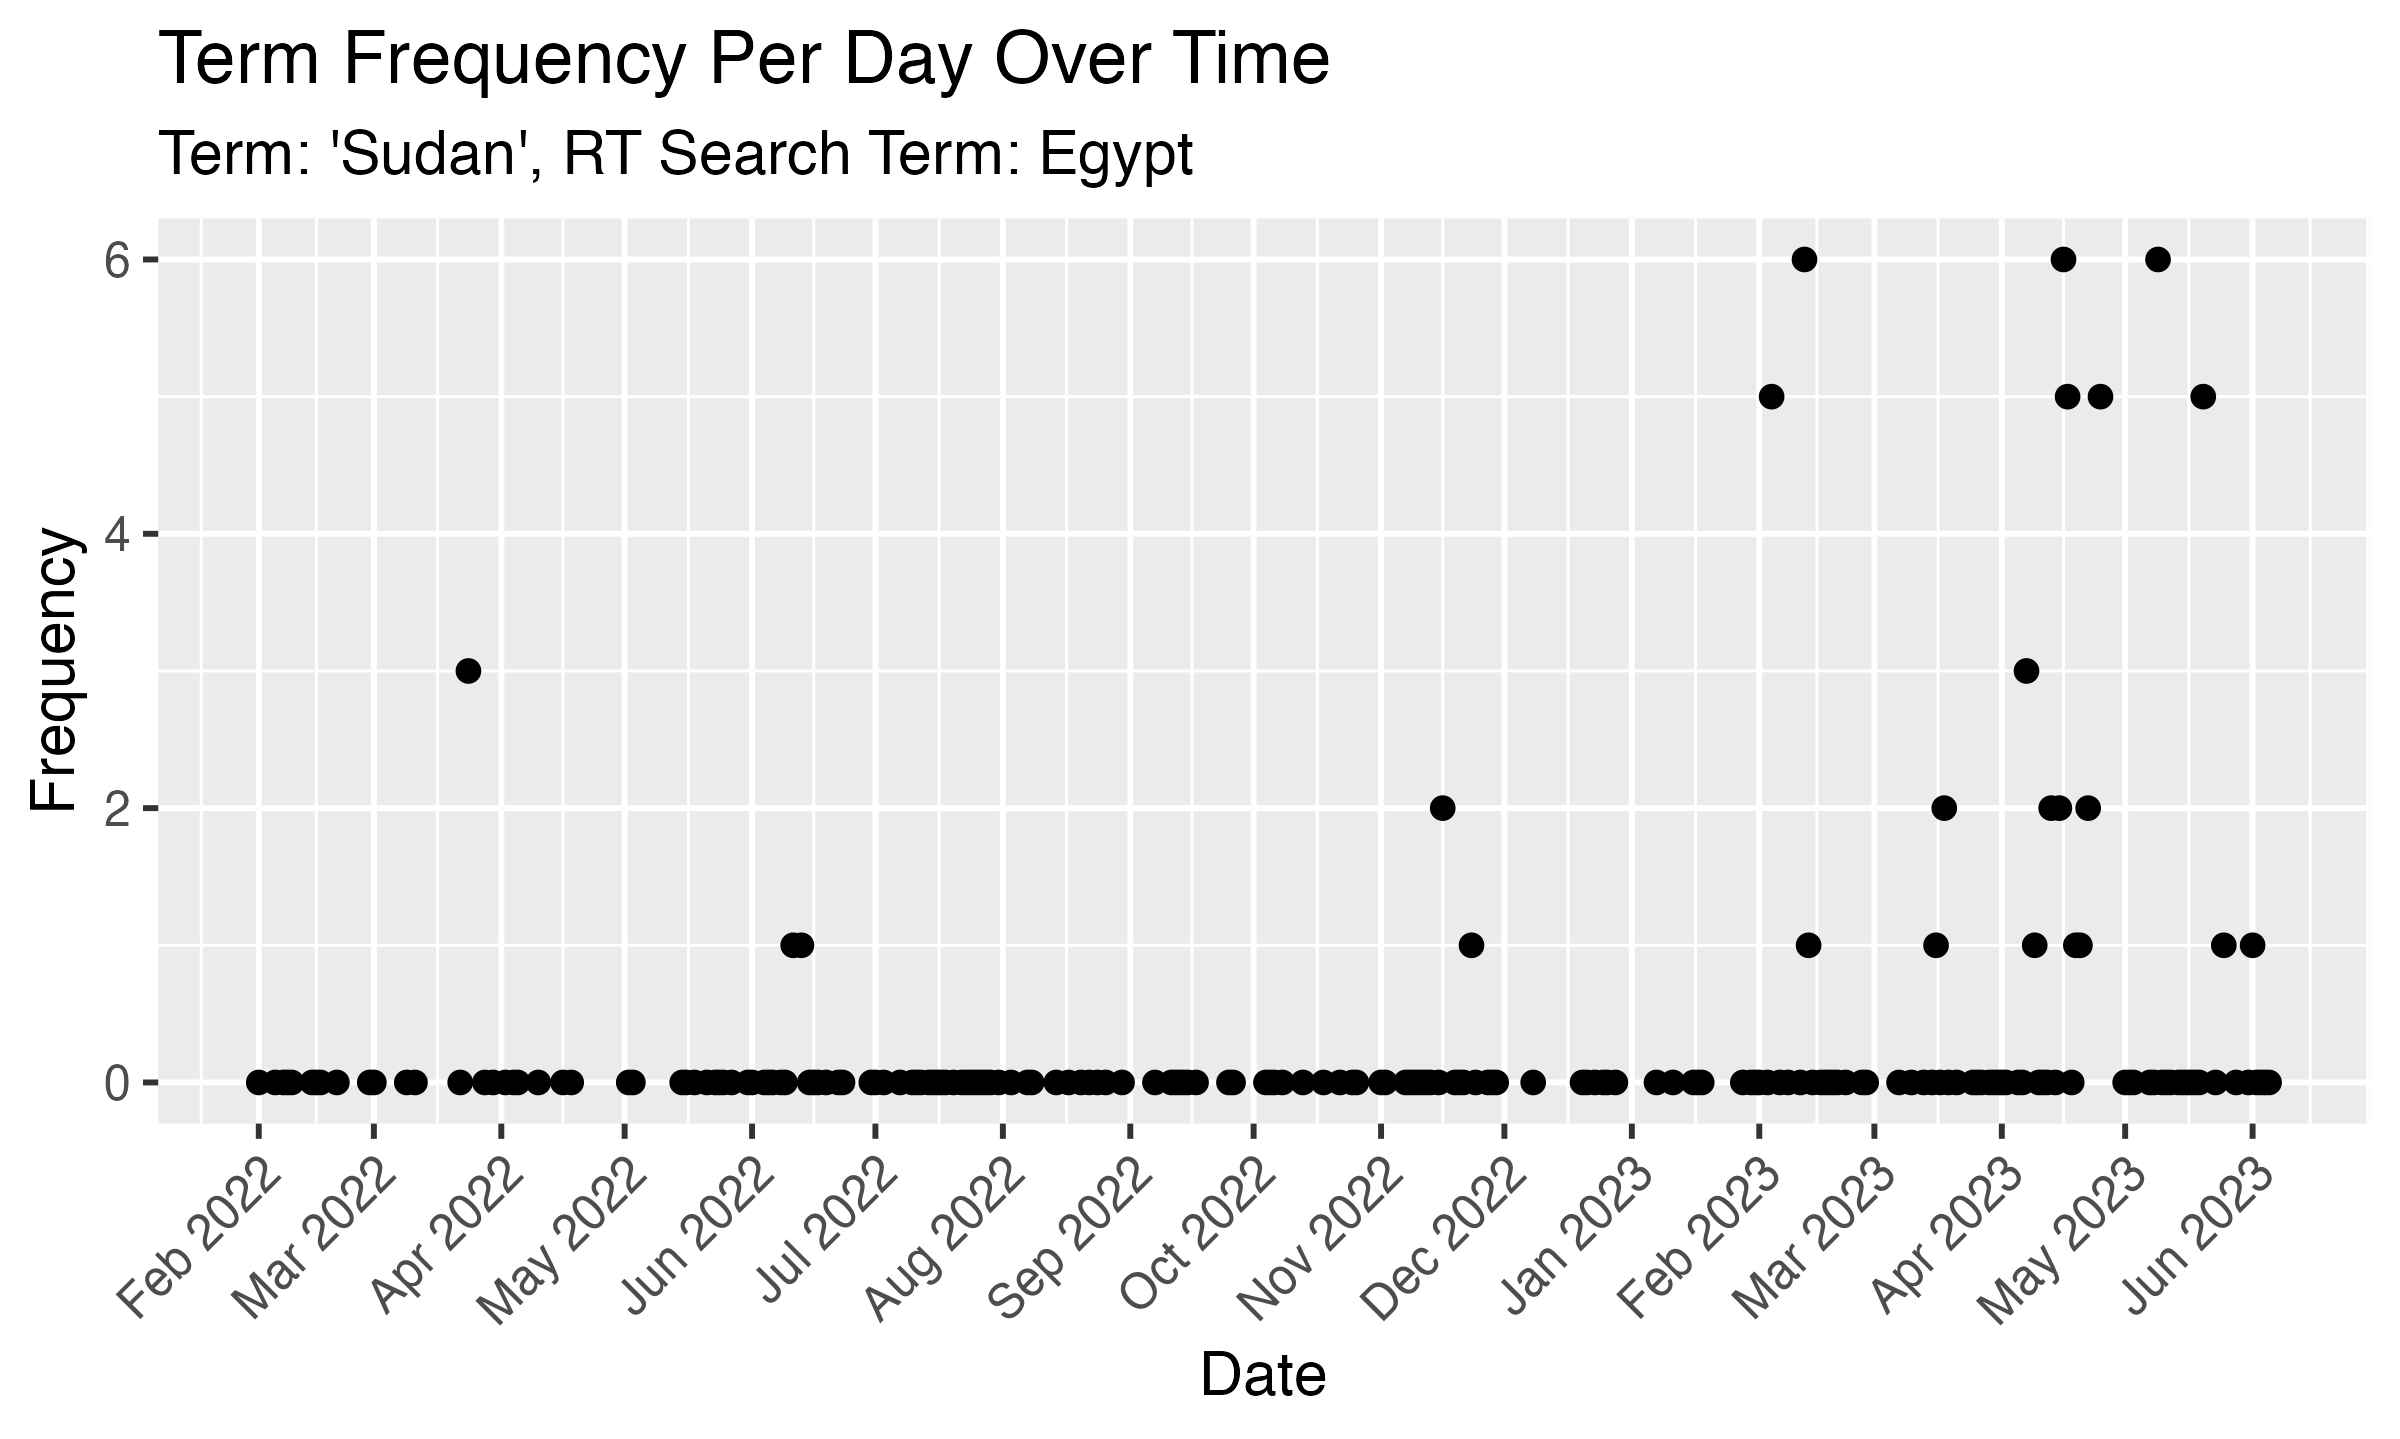 Term Frequency Per Day Over Time
Term: 'Sudan', RT Search Term: Egypt
Frequency
6
4
2
0
Feb 2022
Mar 2022
Apr 2022
May 2022
Jun 2022
Jul 2022
Aug 2022
Sep 2022
Oct 2022
Nov 2022
Dec 2022
Jan 2023
Feb 2023
Mar 2023
Apr 2023
May 2023
Jun 2023
Date